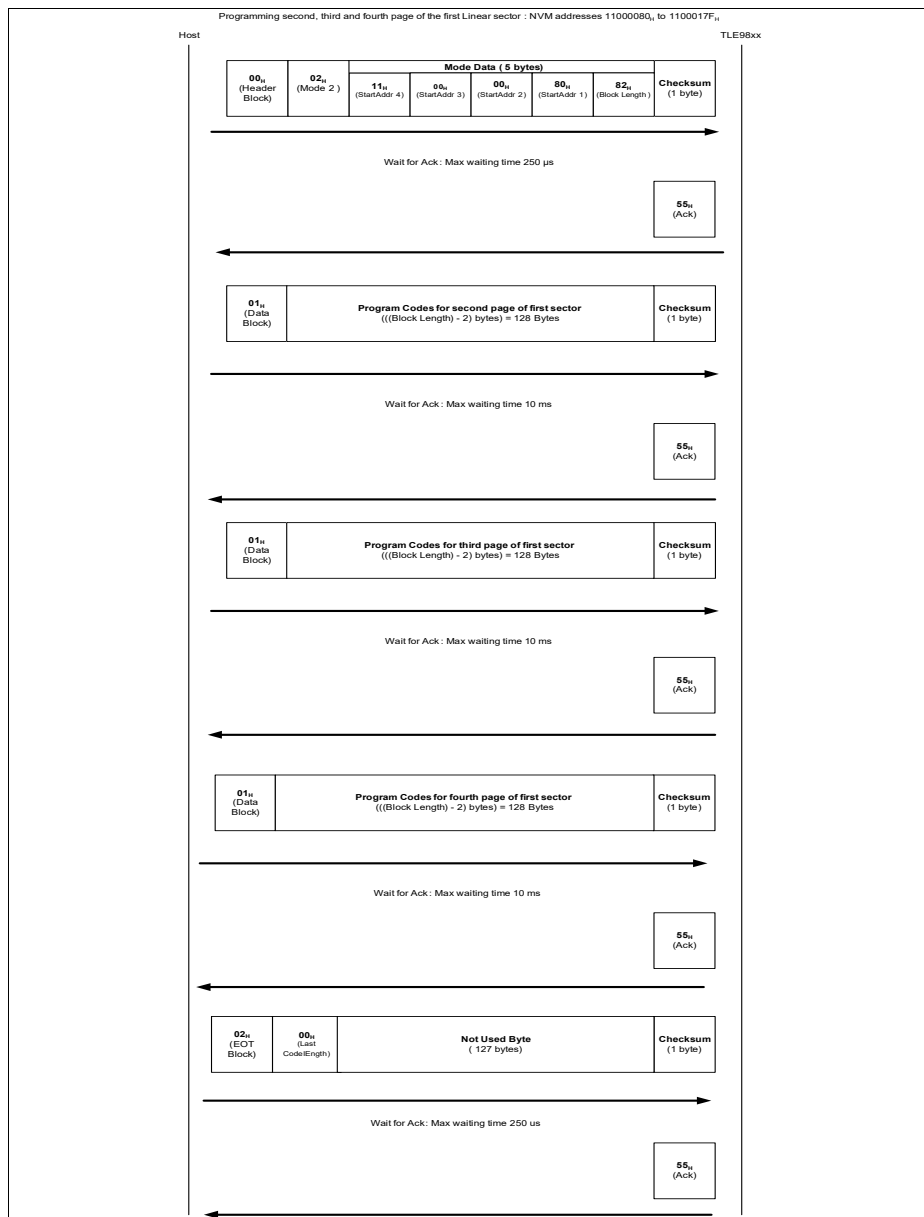 Programming second, third and fourth page of the first Linear sector : NVM addresses 11000080H to 1100017FH
Host
TLE98xx
00H
(Header
Block)
02H
(Mode 2 )
Mode Data ( 5 bytes)
11H
(StartAddr 4)
00H
(StartAddr 3)
00H
(StartAddr 2)
80H
(StartAddr 1)
82H
(Block Length)
Checksum
(1 byte)
Wait for Ack : Max waiting time 250 µs
55H
(Ack)
01H
(Data
Block)
Program Codes for second page of first sector
(((Block Length) - 2) bytes) = 128 Bytes
Checksum
(1 byte)
Wait for Ack : Max waiting time 10 ms
55H
(Ack)
01H
(Data
Block)
Program Codes for third page of first sector
(((Block Length) - 2) bytes) = 128 Bytes
Checksum
(1 byte)
Wait for Ack : Max waiting time 10 ms
55H
(Ack)
01H
(Data
Block)
Program Codes for fourth page of first sector
(((Block Length) - 2) bytes) = 128 Bytes
Checksum
(1 byte)
Wait for Ack : Max waiting time 10 ms
55H
(Ack)
02H
(EOT
Block)
00H
(Last
CodelEngth)
Not Used Byte
( 127 bytes)
Checksum
(1 byte)
Wait for Ack: Max waiting time 250 us
55H
(Ack)